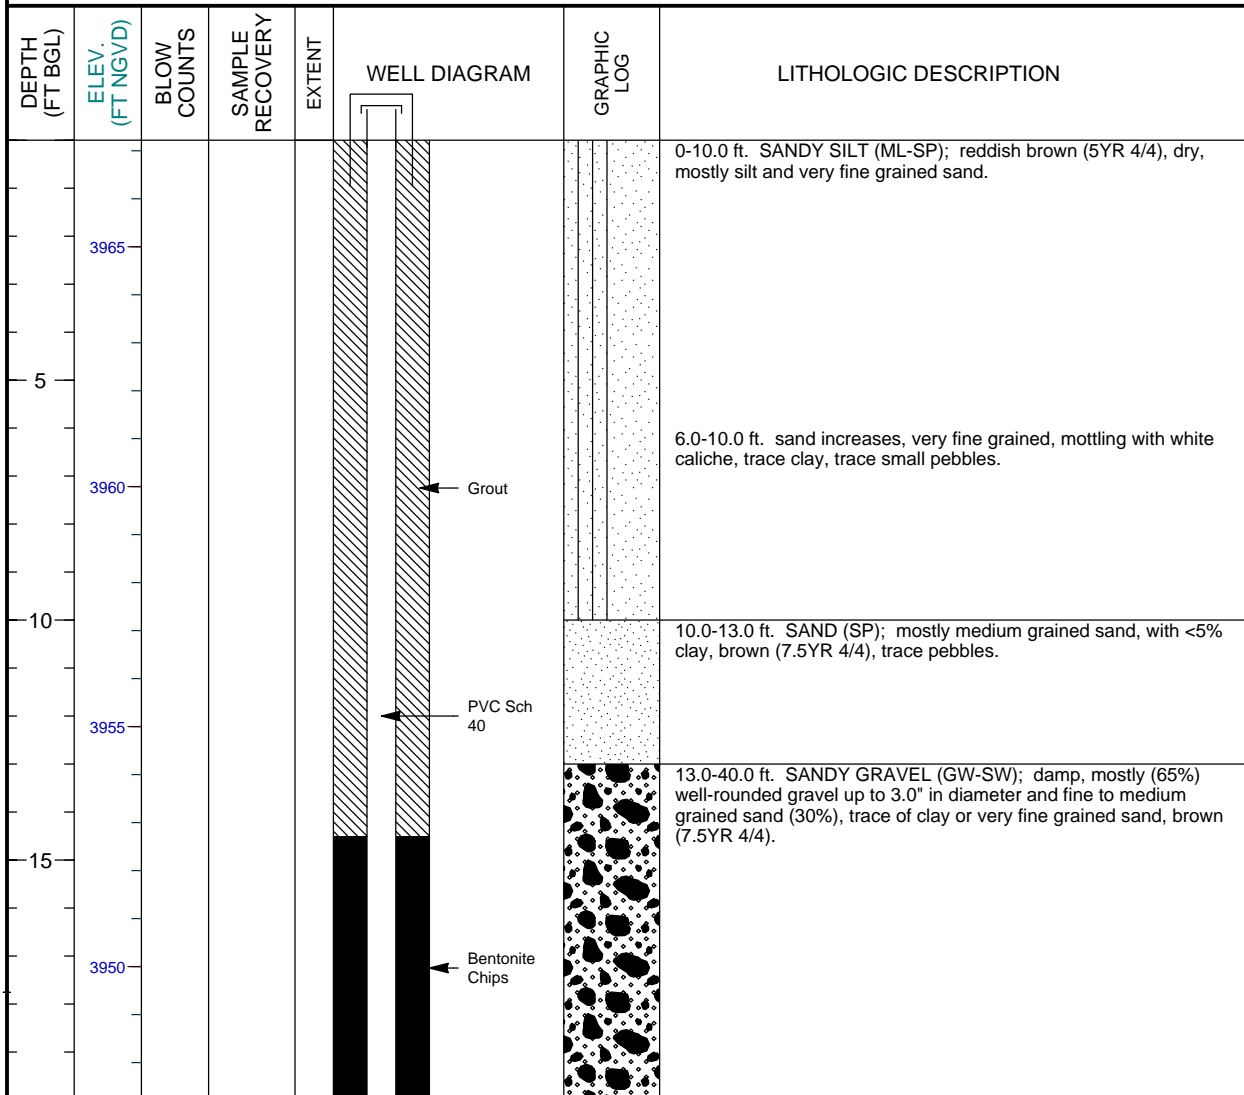 DEPTH
(FT BGL)
ELEV.
(FT NGVD)
BLOW
COUNTS
SAMPLE
RECOVERY
EXTENT
WELL DIAGRAM
GRAPHIC
LOG
LITHOLOGIC DESCRIPTION
0-10.0 ft. SANDY SILT (ML-SP); reddish brown (5YR 4/4), dry,
mostly silt and very fine grained sand.
3965
5
6.0-10.0 ft. sand increases, very fine grained, mottling with white
caliche, trace clay, trace small pebbles.
3960
Grout
10
10.0-13.0 ft. SAND (SP); mostly medium grained sand, with <5%
clay, brown (7.5YR 4/4), trace pebbles.
PVC Sch
40
3955
13.0-40.0 ft. SANDY GRAVEL (GW-SW); damp, mostly (65%)
well-rounded gravel up to 3.0" in diameter and fine to medium
grained sand (30%), trace of clay or very fine grained sand, brown
(7.5YR 4/4).
15
3950
Bentonite
Chips